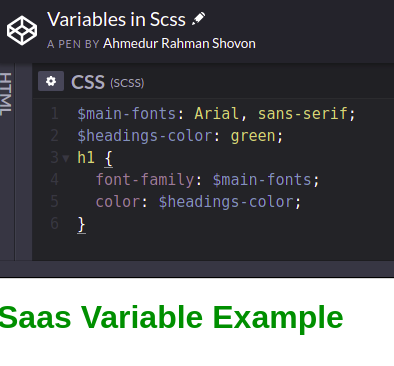 Variables in Scss
A PEN BY Ahmedur Rahman Shovon
HTML
CSS (SCSS)
1 $main-fonts: Arial, sans-serif;
2 $headings-color: green;
3 h1 {
4 font-family: $main-fonts;
5 color: $headings-color;
6 }
Saas Variable Example